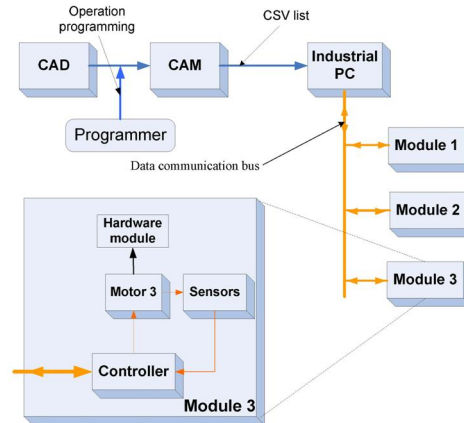 Operation
programming
CSV list
CAD
CAM
Industrial
PC
Programmer
Data communication bus
Module 1
Module 2
Module 3
Hardware
module
Motor 3
Sensors
Controller
Module 3